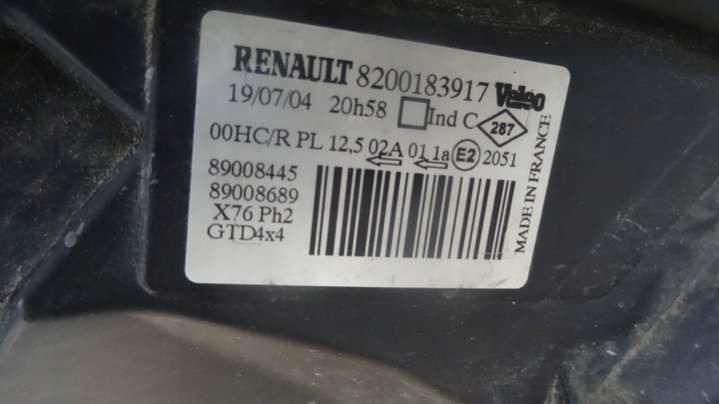 RENAULT 8200183917 Valeo
19/07/04 20h58 Ind C 287
00HC/R PL 12,5 02A 01 1a E2 2051
89008445
89008689
X76 Ph2
GTD4x4
MADE IN FRANCE